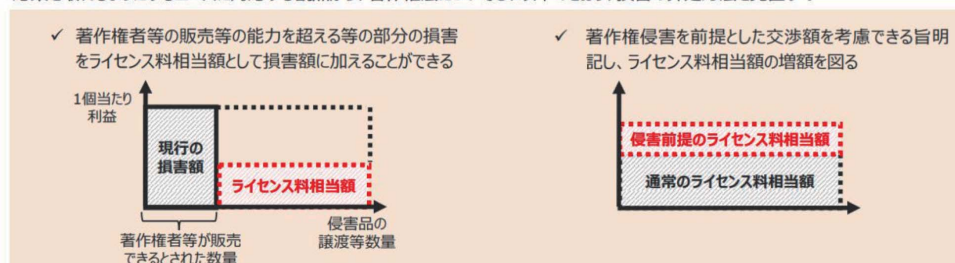 ✓ 著作権者等の販売等の能力を超える等の部分の損害
をライセンス料相当額として損害額に加えることができる
1個当たり
利益
現行の
損害額
ライセンス料相当額
侵害品の
譲渡等数量
著作権者等が販売
できるとされた数量
✓ 著作権侵害を前提とした交渉額を考慮できる旨明
記し、ライセンス料相当額の増額を図る
侵害前提のライセンス料相当額
通常のライセンス料相当額